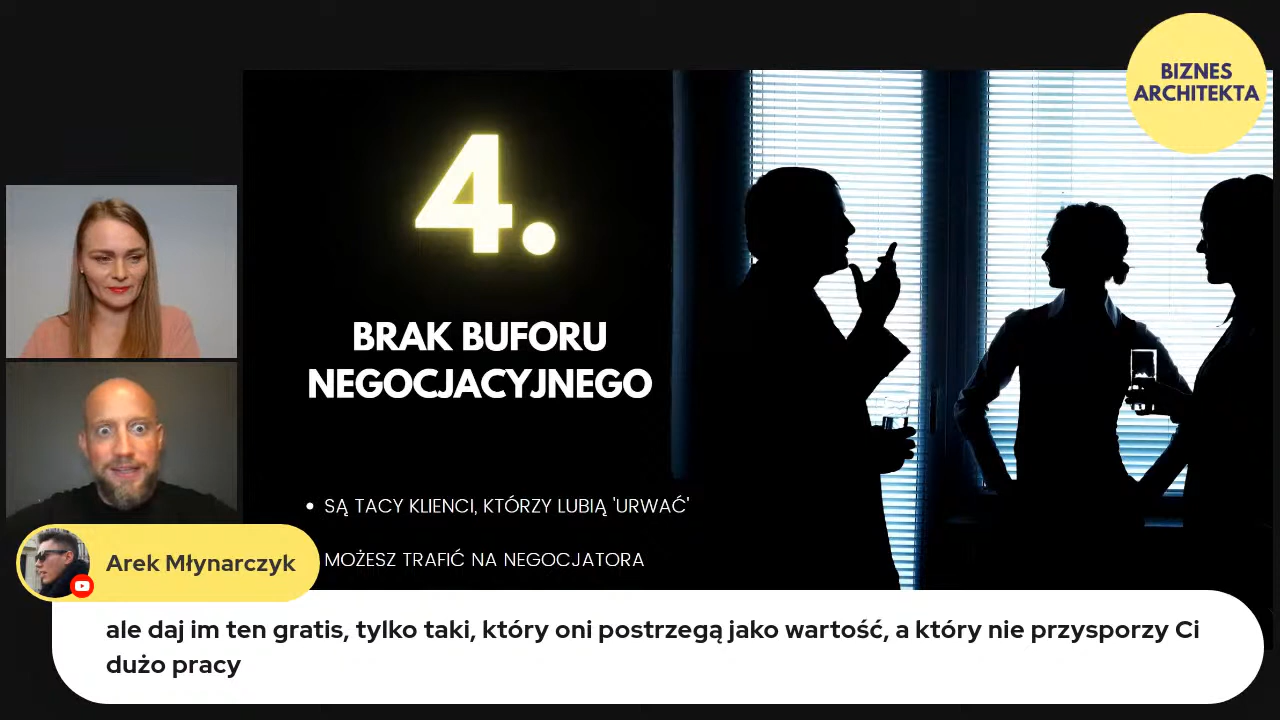 BIZNES
ARCHITEKTA
4.
BRAK BUFORU
NEGOCJACYJNEGO
• SĄ TACY KLIENCI, KTÓRZY LUBIĄ 'URWAĆ'
MOŻESZ TRAFIĆ NA NEGOCJATORA
Arek Młynarczyk
ale daj im ten gratis, tylko taki, który oni postrzegą jako wartość, a który nie przysporzy Ci
dużo pracy